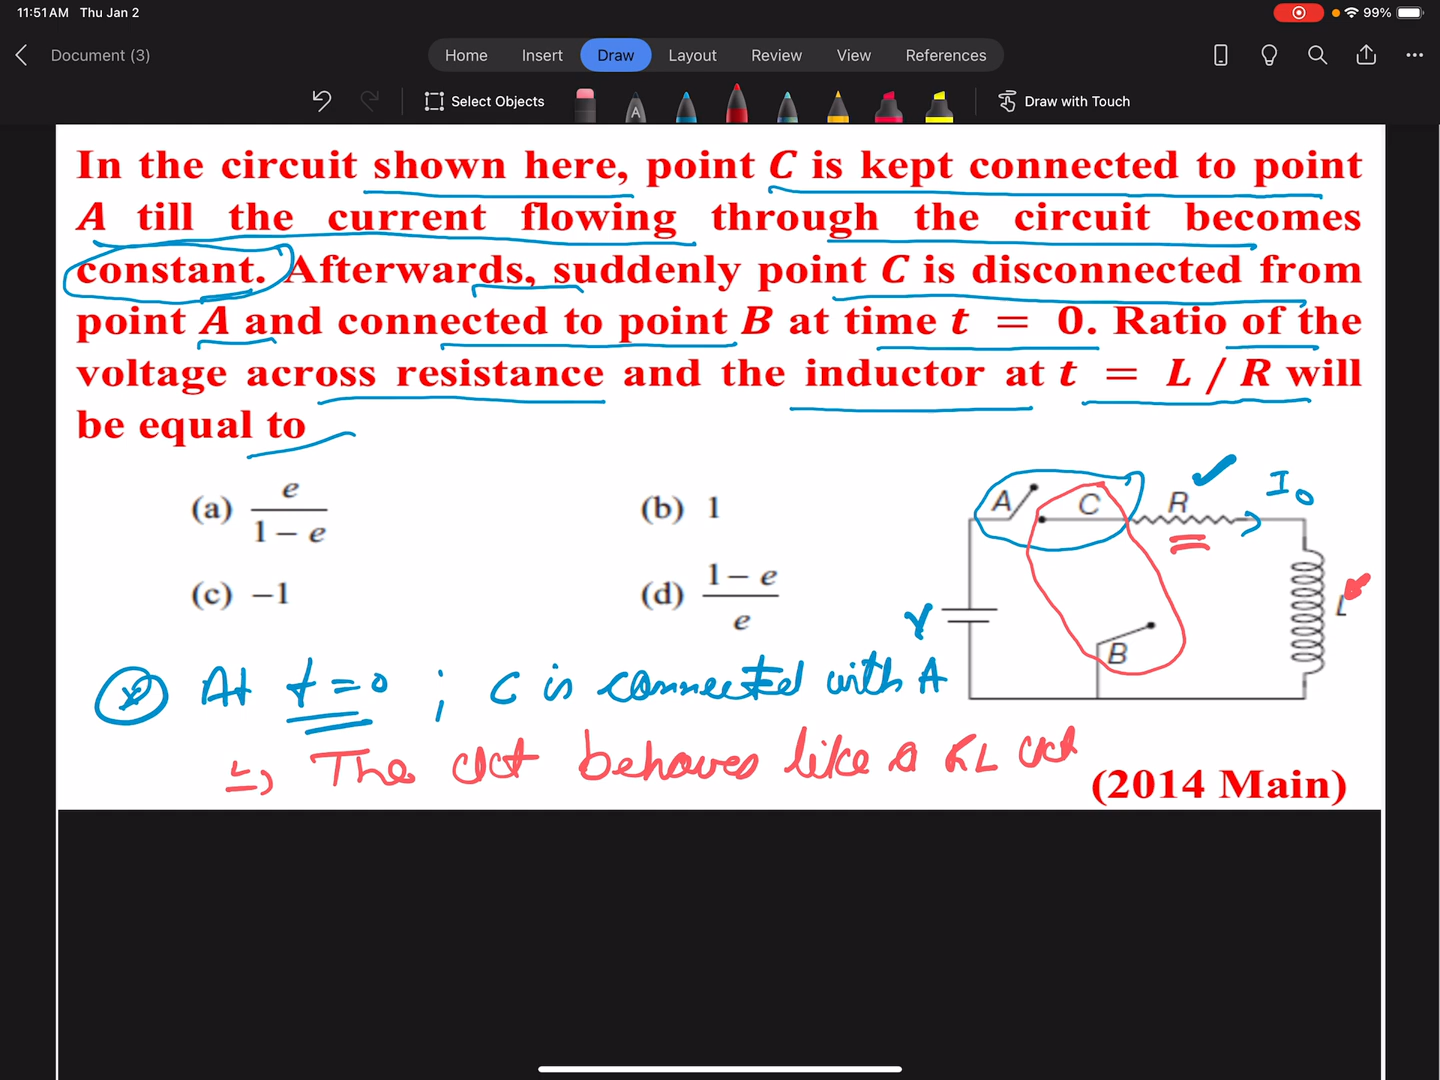 11:51 AM Thu Jan 2
99%
Document (3)
Home Insert Draw Layout Review View References
Select Objects
A
Draw with Touch
In the circuit shown here, point C is kept connected to point
A till the current flowing through the circuit becomes
constant. Afterwards, suddenly point C is disconnected from
point A and connected to point B at time t = 0. Ratio of the
voltage across resistance and the inductor at t = L / R will
be equal to
(a) e / 1 – e
(b) 1
(c) –1
(d) 1 – e / e
A C R I₀
L
V
B
At t=0 ; C is connected with A
=> The ckt behaves like a RL ckt
(2014 Main)